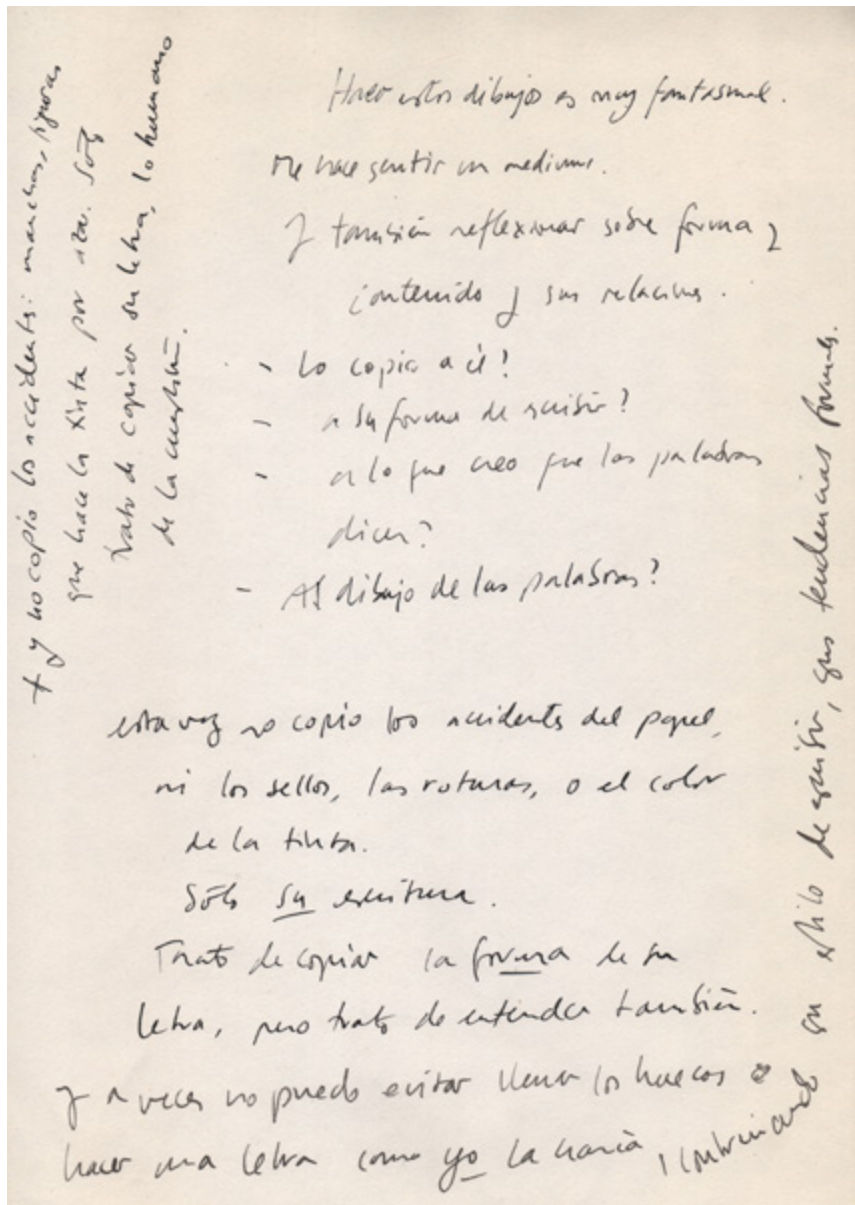 Hacer estos dibujos es muy fantasmal.
Me hace sentir un medium.
Y también reflexionar sobre forma y
contenido y sus relaciones.
- Lo copio a él?
- a su forma de escribir?
- a lo que creo que las palabras
dicen?
- Al dibujo de las palabras?
esta vez no copio los accidentes del papel,
ni los sellos, las roturas, o el color
de la tinta.
Sólo su escritura.
Trato de copiar la forma de su
letra, pero trato de entender también.
Y a veces no puedo evitar llenar los huecos o
hacer una letra como yo la haría, continuando
su estilo de escribir, sus tendencias formales.
+ y no copio los accidentes: manchas, figuras
que hace la tinta por azar. Sólo
trato de copiar su letra, lo humano
de la cuestión.